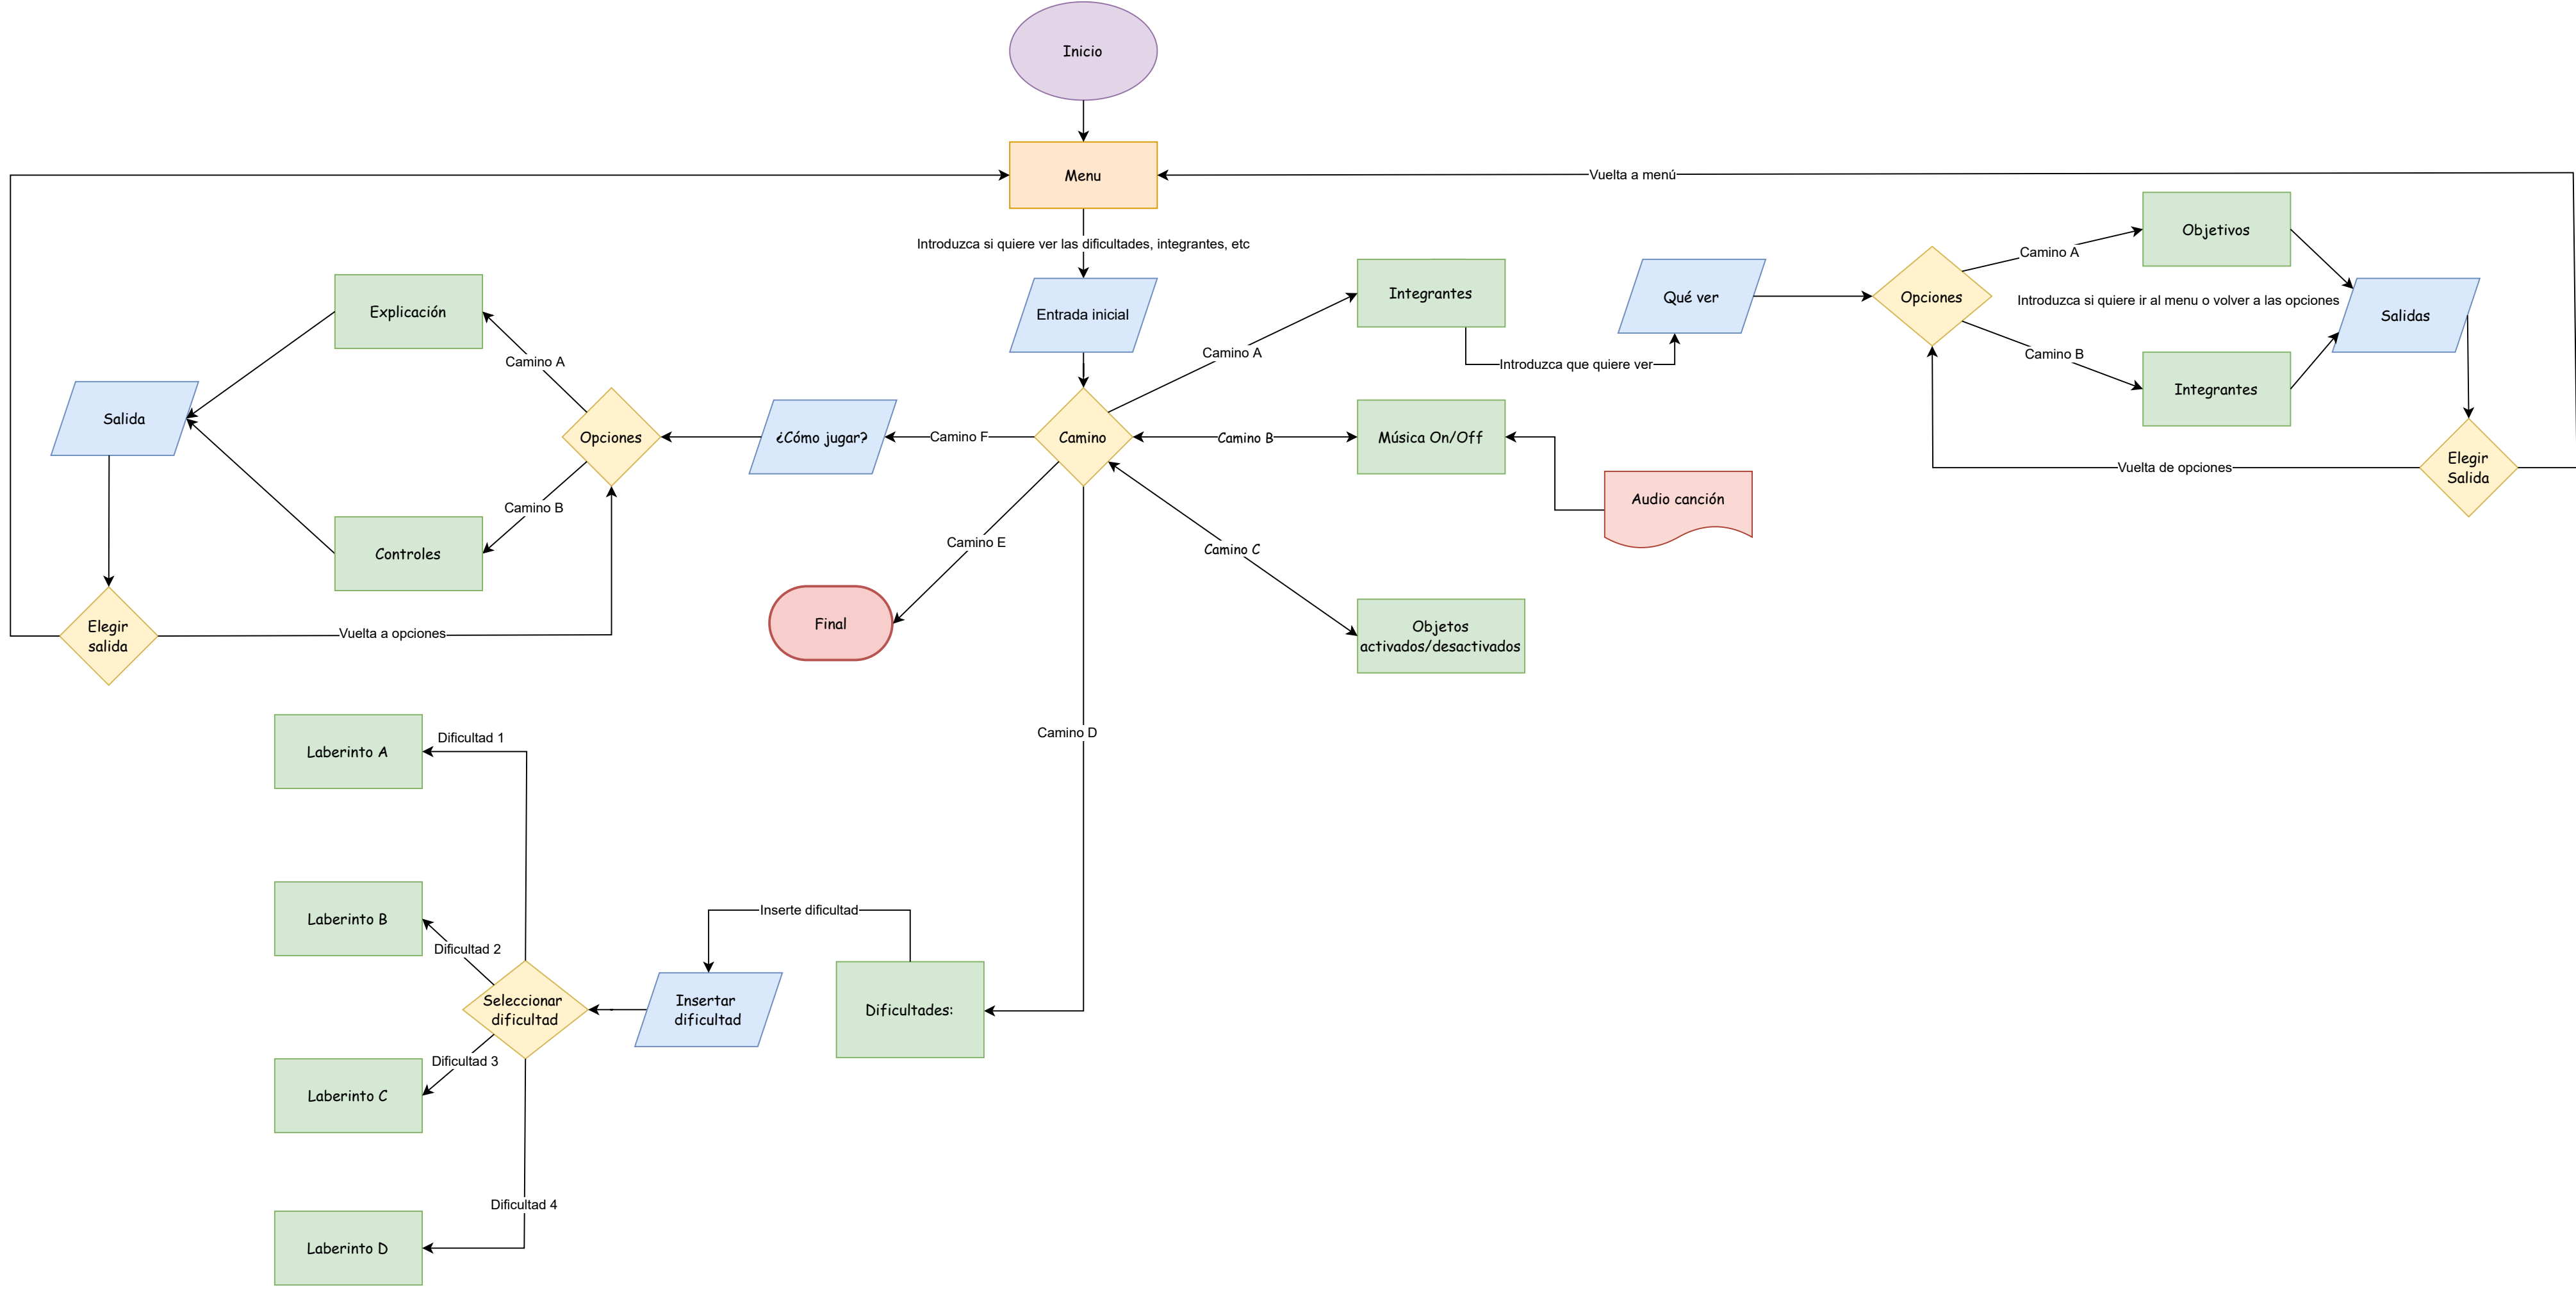 Inicio
Menu
Vuelta a menú
Introduzca si quiere ver las dificultades, integrantes, etc
Entrada inicial
Camino
Camino A
Integrantes
Introduzca que quiere ver
Qué ver
Opciones
Camino A
Objetivos
Introduzca si quiere ir al menu o volver a las opciones
Camino B
Integrantes
Salidas
Elegir
Salida
Vuelta de opciones
Camino B
Música On/Off
Audio canción
Camino C
Objetos
activados/desactivados
Camino F
¿Cómo jugar?
Opciones
Camino A
Explicación
Camino B
Controles
Salida
Elegir
salida
Vuelta a opciones
Camino E
Final
Camino D
Dificultades:
Inserte dificultad
Insertar
dificultad
Seleccionar
dificultad
Dificultad 1
Laberinto A
Dificultad 2
Laberinto B
Dificultad 3
Laberinto C
Dificultad 4
Laberinto D